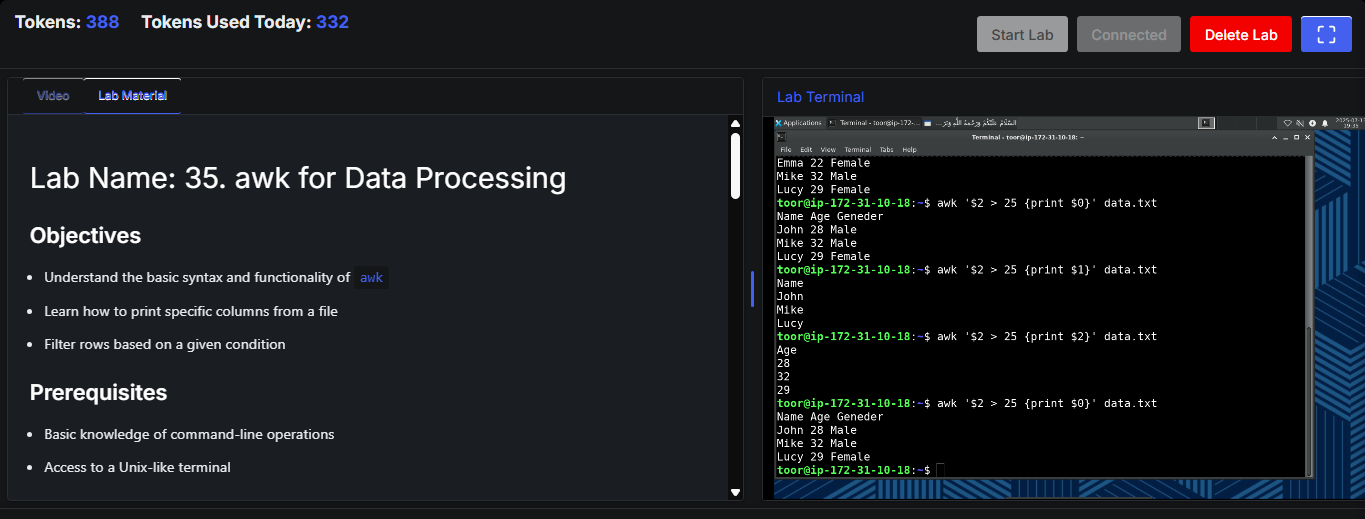 Tokens: 388 Tokens Used Today: 332
Start Lab Connected Delete Lab
Video Lab Material
Lab Name: 35. awk for Data Processing
Objectives
• Understand the basic syntax and functionality of awk
• Learn how to print specific columns from a file
• Filter rows based on a given condition
Prerequisites
• Basic knowledge of command-line operations
• Access to a Unix-like terminal
Lab Terminal
Applications Terminal - toor@ip-172-... السَّلَامُ عَلَيْكُمْ وَرَحْمَةُ اللَّهِ وَبَرَ...
19:35
Terminal - toor@ip-172-31-10-18: ~
File Edit View Terminal Tabs Help
Emma 22 Female
Mike 32 Male
Lucy 29 Female
toor@ip-172-31-10-18:~$ awk '$2 > 25 {print $0}' data.txt
Name Age Geneder
John 28 Male
Mike 32 Male
Lucy 29 Female
toor@ip-172-31-10-18:~$ awk '$2 > 25 {print $1}' data.txt
Name
John
Mike
Lucy
toor@ip-172-31-10-18:~$ awk '$2 > 25 {print $2}' data.txt
Age
28
32
29
toor@ip-172-31-10-18:~$ awk '$2 > 25 {print $0}' data.txt
Name Age Geneder
John 28 Male
Mike 32 Male
Lucy 29 Female
toor@ip-172-31-10-18:~$